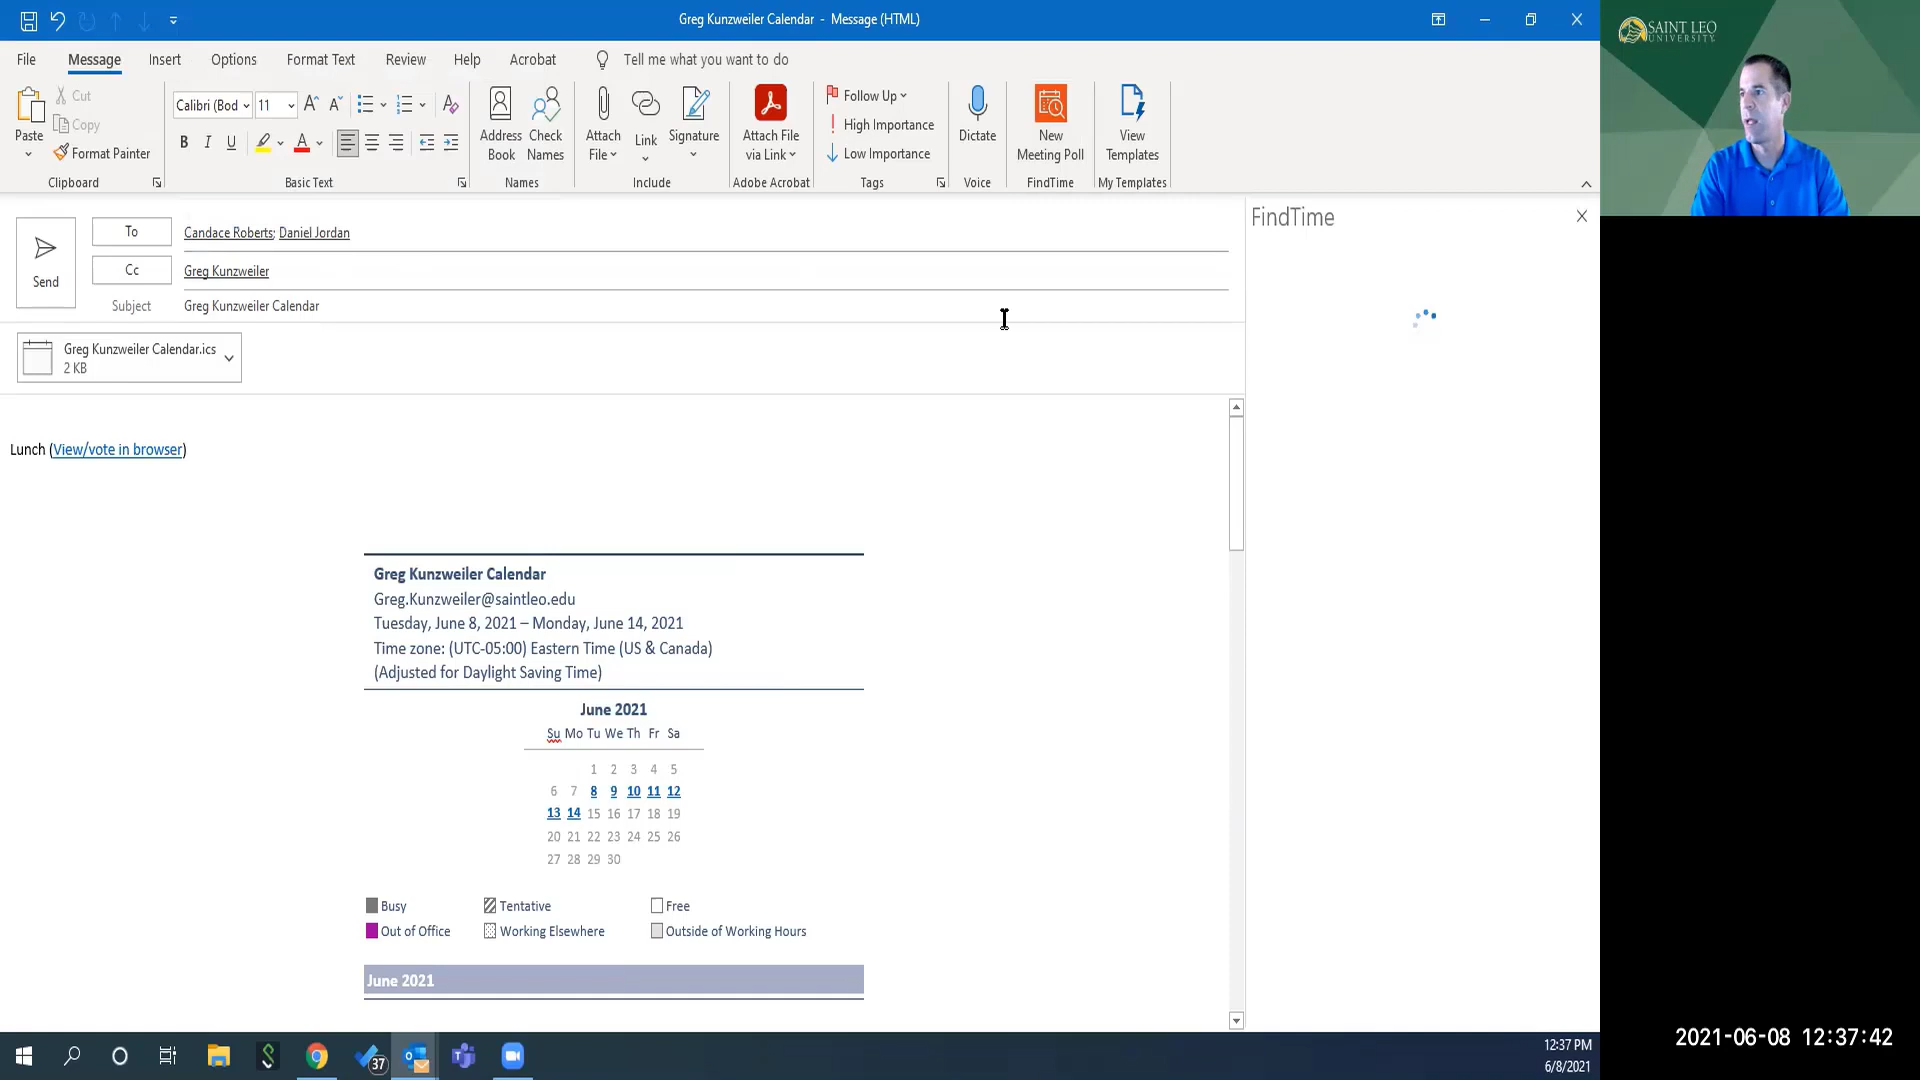 Greg Kunzweiler Calendar - Message (HTML)
File Message Insert Options Format Text Review Help Acrobat Tell me what you want to do
Paste
Cut
Copy
Format Painter
Clipboard
Calibri (Bod 11
B I U
Basic Text
Address Book
Check Names
Names
Attach File
Link
Signature
Include
Attach File via Link
Adobe Acrobat
Follow Up
High Importance
Low Importance
Tags
Dictate
Voice
New Meeting Poll
FindTime
View Templates
My Templates
Send
To Candace Roberts; Daniel Jordan
Cc Greg Kunzweiler
Subject Greg Kunzweiler Calendar
Greg Kunzweiler Calendar.ics
2 KB
FindTime
Lunch (View/vote in browser)
Greg Kunzweiler Calendar
Greg.Kunzweiler@saintleo.edu
Tuesday, June 8, 2021 – Monday, June 14, 2021
Time zone: (UTC-05:00) Eastern Time (US & Canada)
(Adjusted for Daylight Saving Time)
June 2021
Su Mo Tu We Th Fr Sa
1 2 3 4 5
6 7 8 9 10 11 12
13 14 15 16 17 18 19
20 21 22 23 24 25 26
27 28 29 30
Busy Tentative Free
Out of Office Working Elsewhere Outside of Working Hours
June 2021
37
12:37 PM
6/8/2021
SAINT LEO
UNIVERSITY
2021-06-08 12:37:42